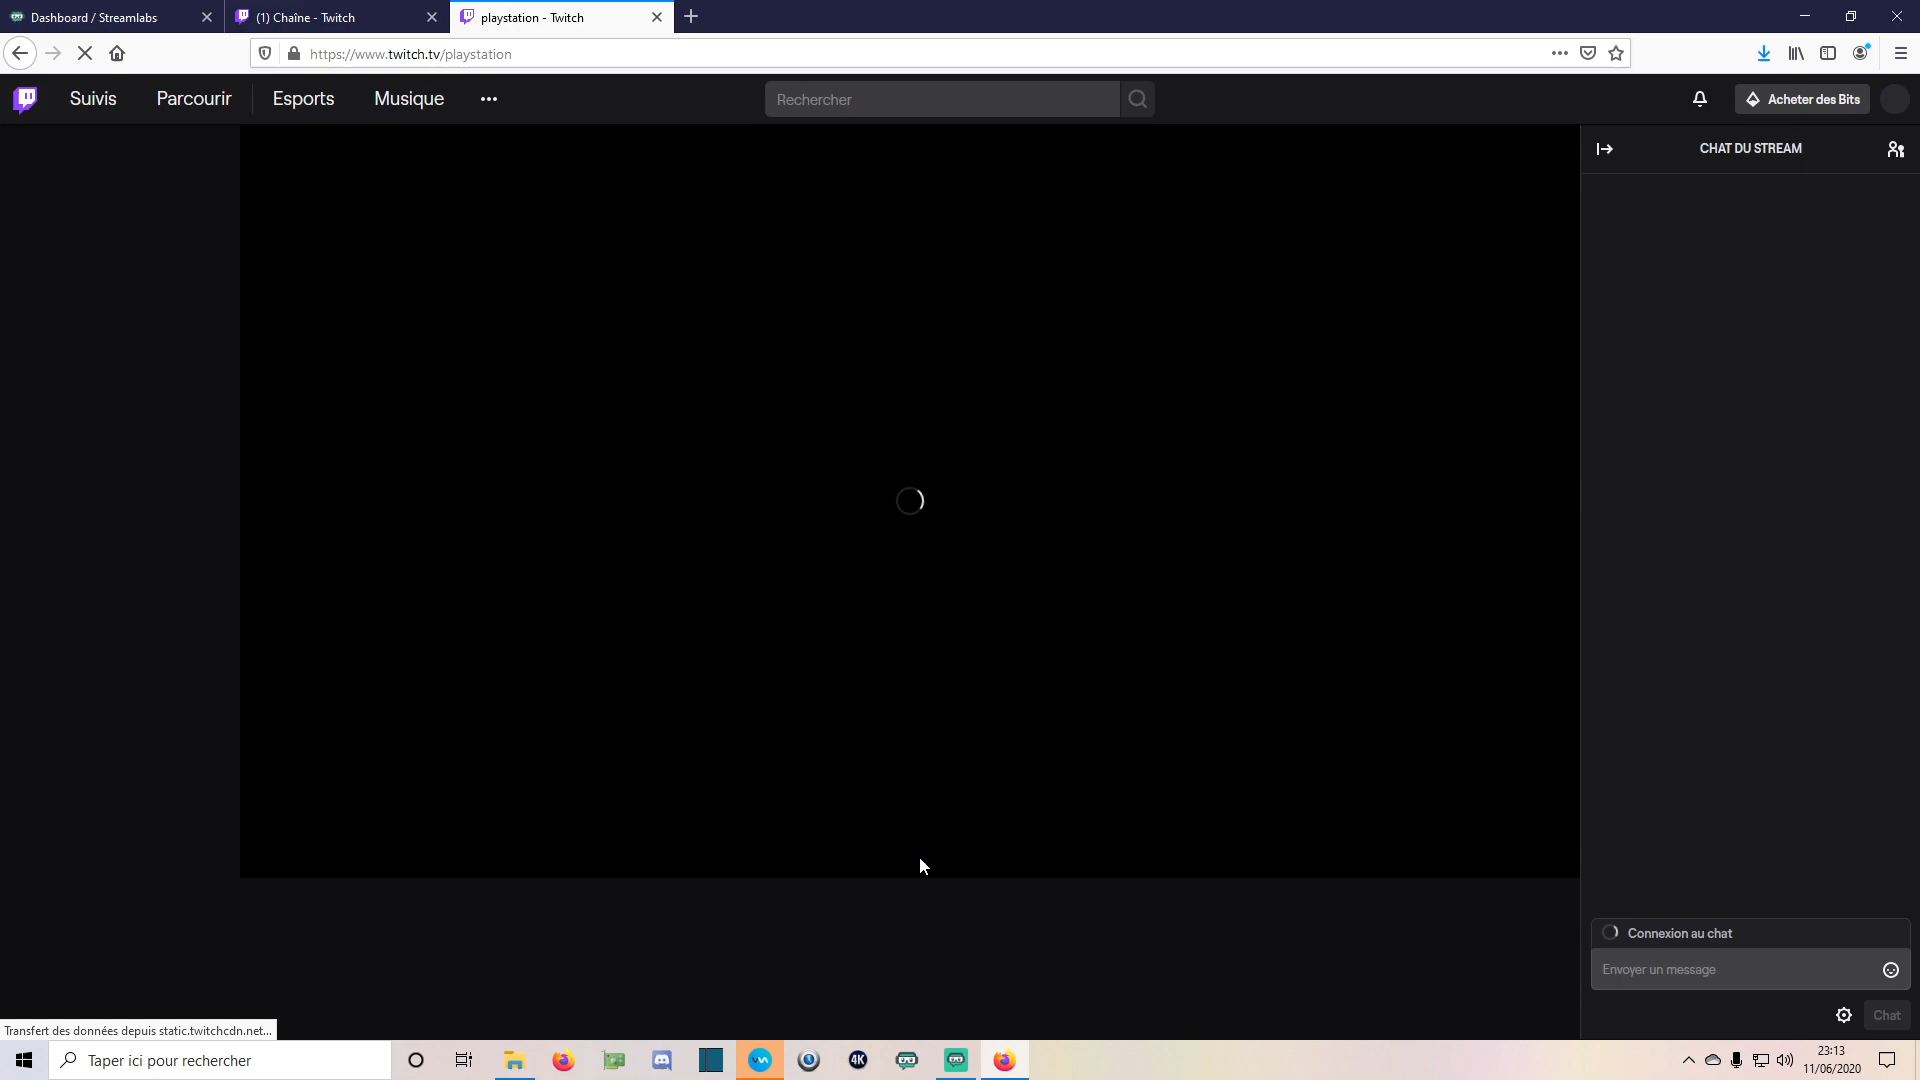 Dashboard / Streamlabs
(1) Chaîne - Twitch
playstation - Twitch
https://www.twitch.tv/playstation
Suivis
Parcourir
Esports
Musique
Rechercher
Acheter des Bits
CHAT DU STREAM
Connexion au chat
Envoyer un message
Chat
Transfert des données depuis static.twitchcdn.net...
Taper ici pour rechercher
4K
23:13
11/06/2020